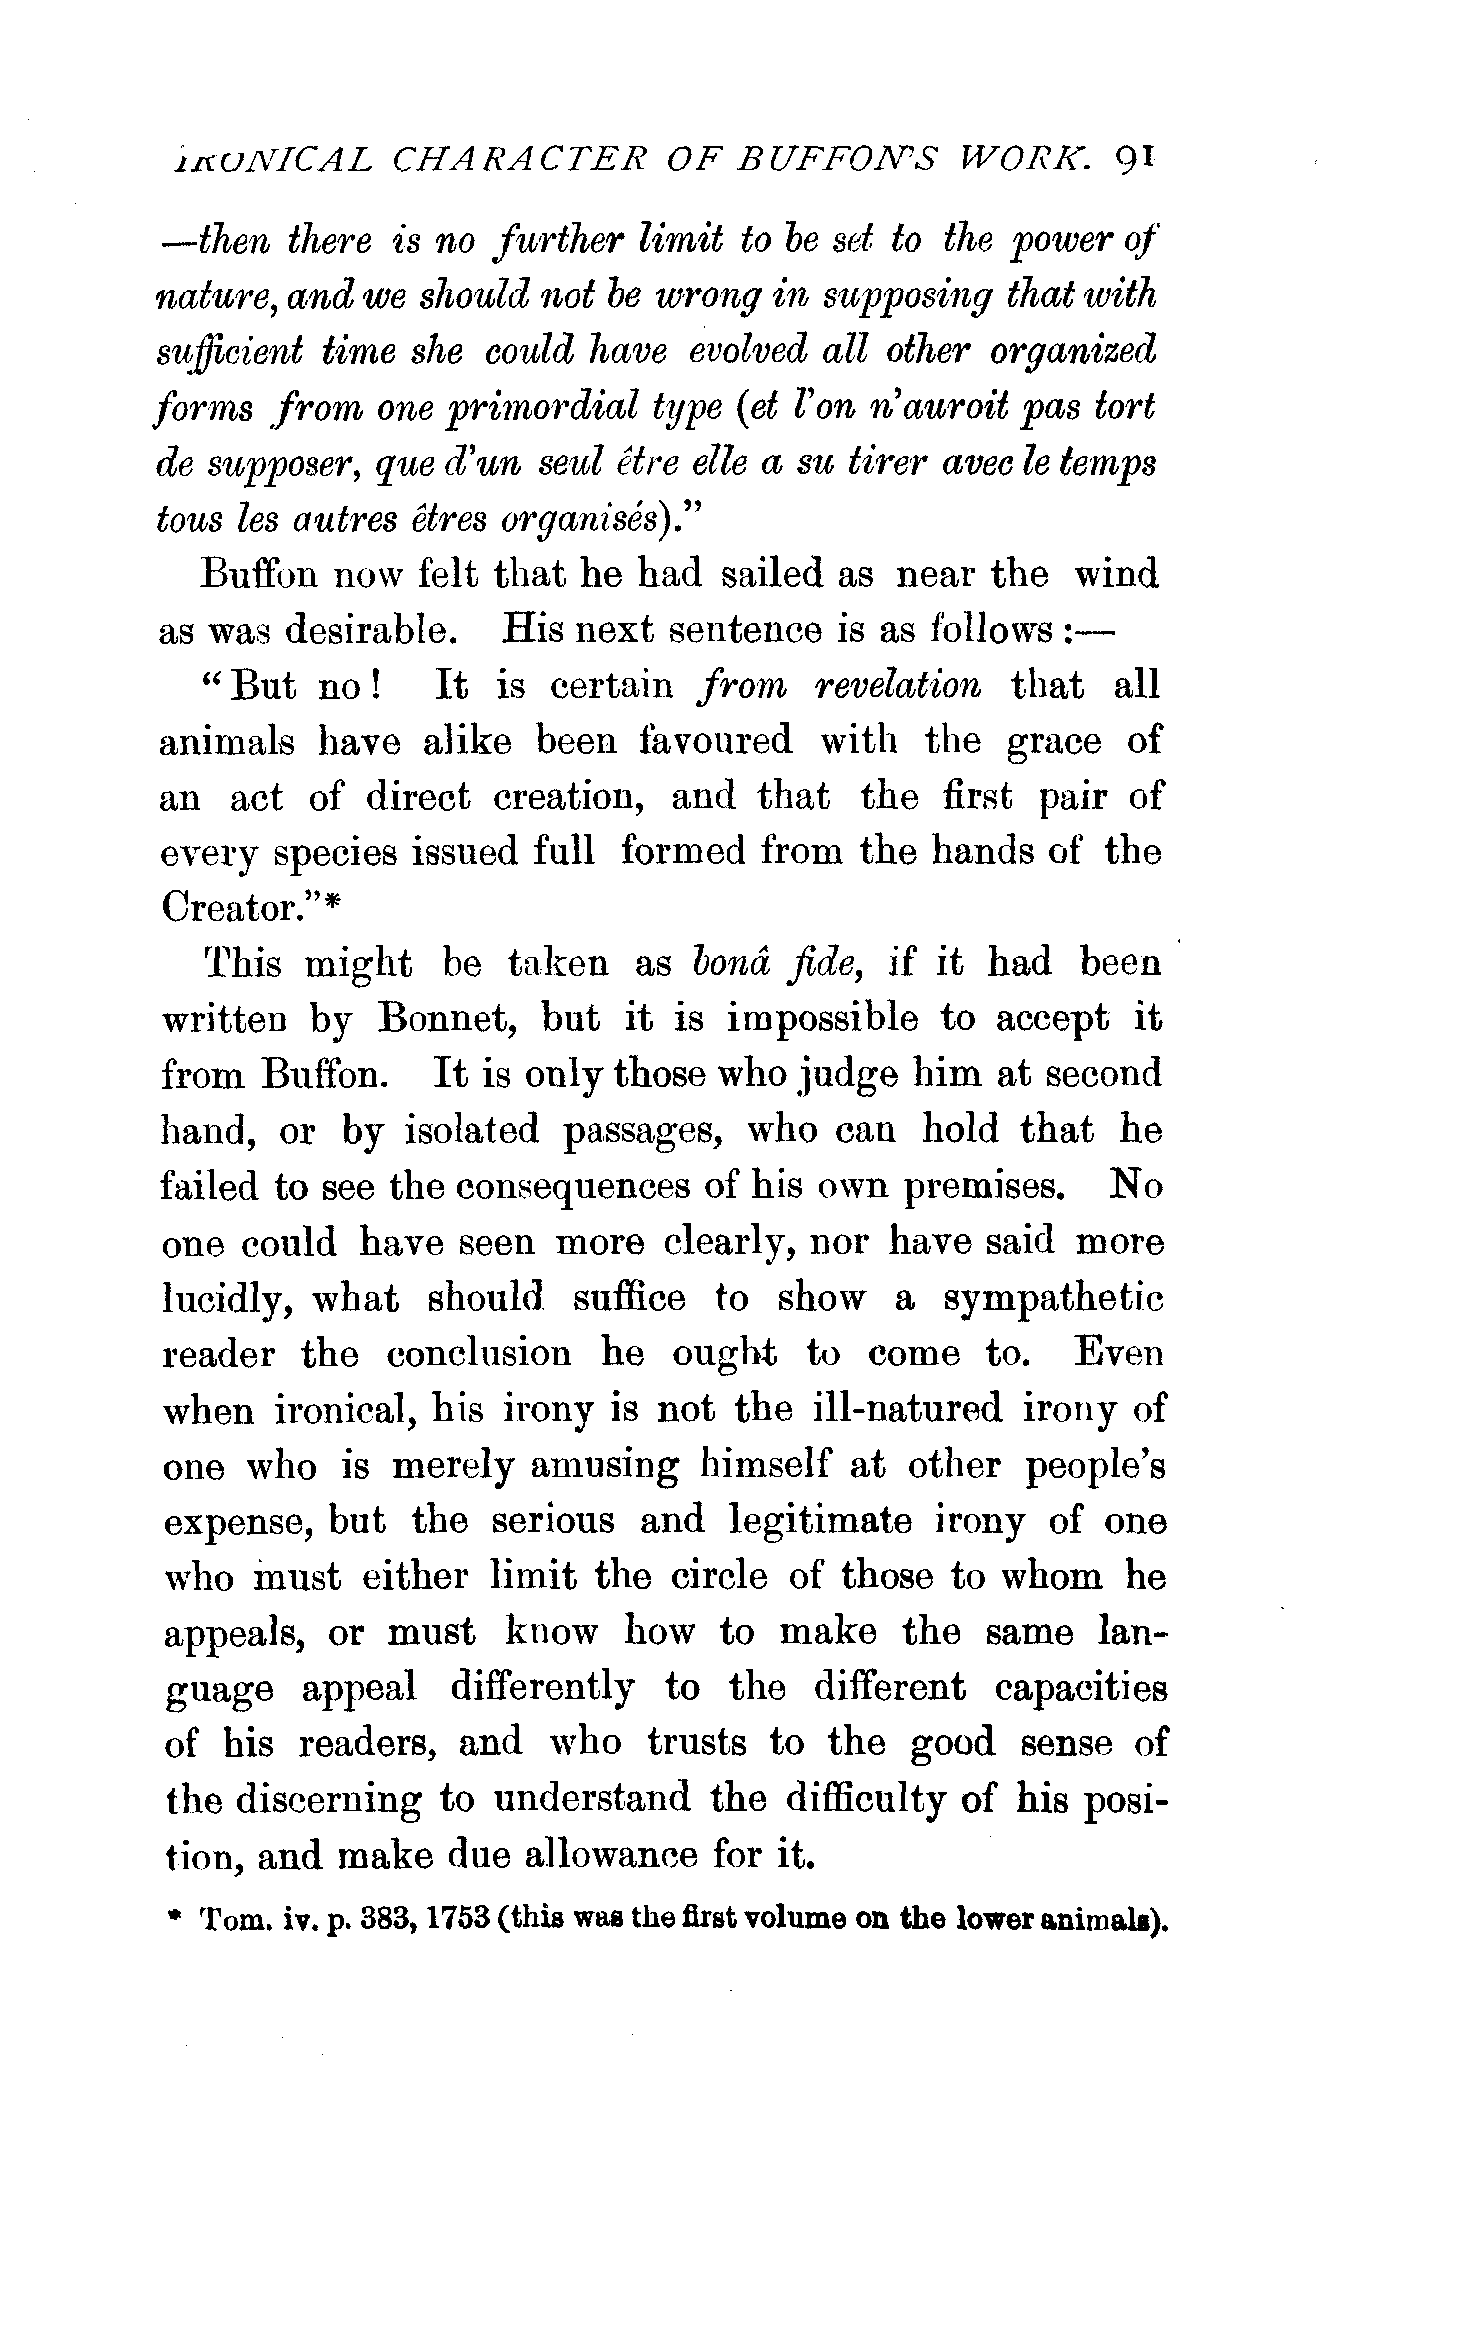 IRONICAL CHARACTER OF BUFFON'S WORK. 91
—then there is no further limit to be set to the power of
nature, and we should not be wrong in supposing that with
sufficient time she could have evolved all other organized
forms from one primordial type (et l'on n'auroit pas tort
de supposer, que d'un seul être elle a su tirer avec le temps
tous les autres êtres organisés)."
Buffon now felt that he had sailed as near the wind
as was desirable. His next sentence is as follows :—
"But no! It is certain from revelation that all
animals have alike been favoured with the grace of
an act of direct creation, and that the first pair of
every species issued full formed from the hands of the
Creator."*
This might be taken as bonâ fide, if it had been
written by Bonnet, but it is impossible to accept it
from Buffon. It is only those who judge him at second
hand, or by isolated passages, who can hold that he
failed to see the consequences of his own premises. No
one could have seen more clearly, nor have said more
lucidly, what should suffice to show a sympathetic
reader the conclusion he ought to come to. Even
when ironical, his irony is not the ill-natured irony of
one who is merely amusing himself at other people's
expense, but the serious and legitimate irony of one
who must either limit the circle of those to whom he
appeals, or must know how to make the same lan-
guage appeal differently to the different capacities
of his readers, and who trusts to the good sense of
the discerning to understand the difficulty of his posi-
tion, and make due allowance for it.
* Tom. iv. p. 383, 1753 (this was the first volume on the lower animals).